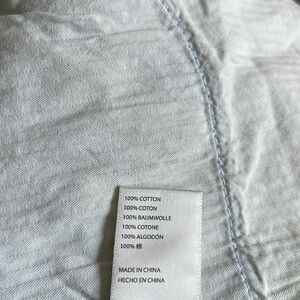 100% COTTON
100% COTON
100% BAUMWOLLE
100% COTONE
100% ALGODÓN
100% 棉
MADE IN CHINA
HECHO EN CHINA